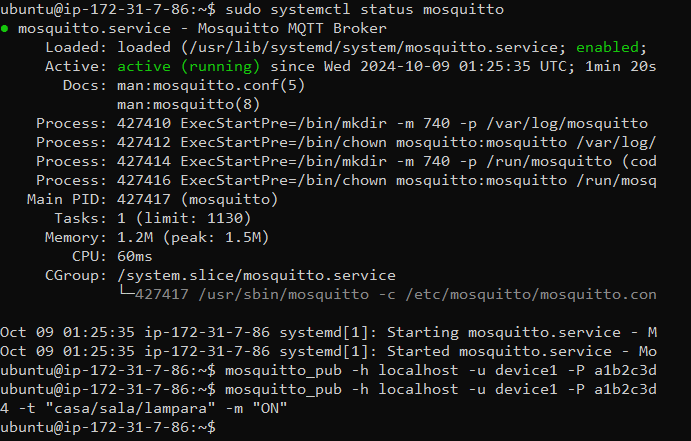 ubuntu@ip-172-31-7-86:~$ sudo systemctl status mosquitto
● mosquitto.service - Mosquitto MQTT Broker
     Loaded: loaded (/usr/lib/systemd/system/mosquitto.service; enabled;
     Active: active (running) since Wed 2024-10-09 01:25:35 UTC; 1min 20s
       Docs: man:mosquitto.conf(5)
             man:mosquitto(8)
    Process: 427410 ExecStartPre=/bin/mkdir -m 740 -p /var/log/mosquitto
    Process: 427412 ExecStartPre=/bin/chown mosquitto:mosquitto /var/log/
    Process: 427414 ExecStartPre=/bin/mkdir -m 740 -p /run/mosquitto (cod
    Process: 427416 ExecStartPre=/bin/chown mosquitto:mosquitto /run/mosq
   Main PID: 427417 (mosquitto)
      Tasks: 1 (limit: 1130)
     Memory: 1.2M (peak: 1.5M)
        CPU: 60ms
     CGroup: /system.slice/mosquitto.service
             └─427417 /usr/sbin/mosquitto -c /etc/mosquitto/mosquitto.con

Oct 09 01:25:35 ip-172-31-7-86 systemd[1]: Starting mosquitto.service - M
Oct 09 01:25:35 ip-172-31-7-86 systemd[1]: Started mosquitto.service - Mo
ubuntu@ip-172-31-7-86:~$ mosquitto_pub -h localhost -u device1 -P a1b2c3d
ubuntu@ip-172-31-7-86:~$ mosquitto_pub -h localhost -u device1 -P a1b2c3d
4 -t "casa/sala/lampara" -m "ON"
ubuntu@ip-172-31-7-86:~$